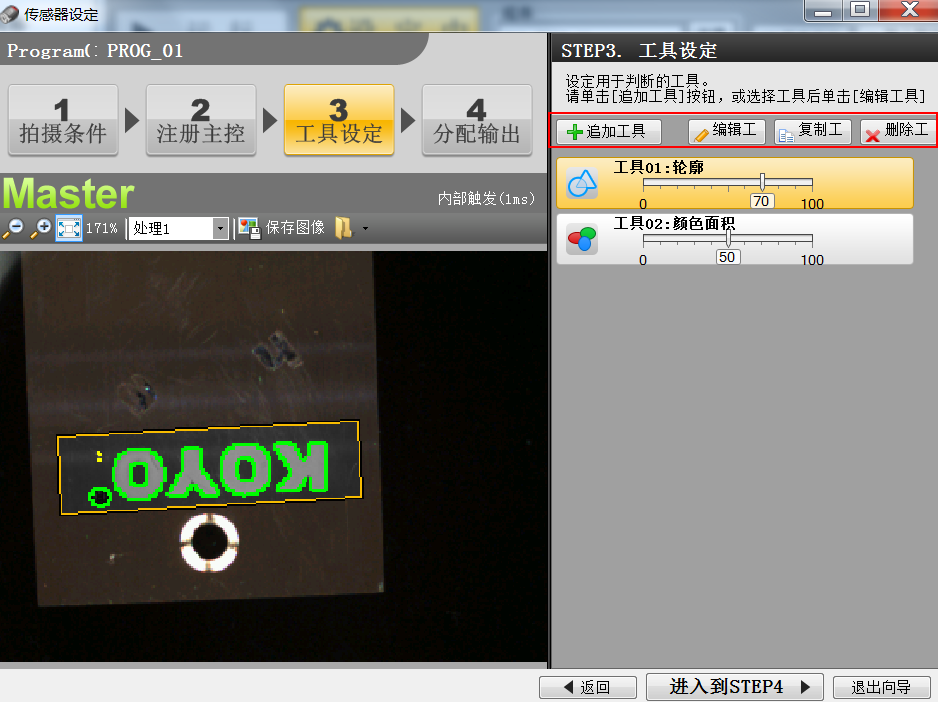 传感器设定
Program(: PROG_01
1
拍摄条件
2
注册主控
3
工具设定
4
分配输出
Master
内部触发(1ms)
171%
处理1
保存图像
KOYO
STEP3. 工具设定
设定用于判断的工具。
请单击[追加工具]按钮，或选择工具后单击[编辑工具]
追加工具
编辑工
复制工
删除工
工具01:轮廓
0
70
100
工具02:颜色面积
0
50
100
返回
进入到STEP4
退出向导